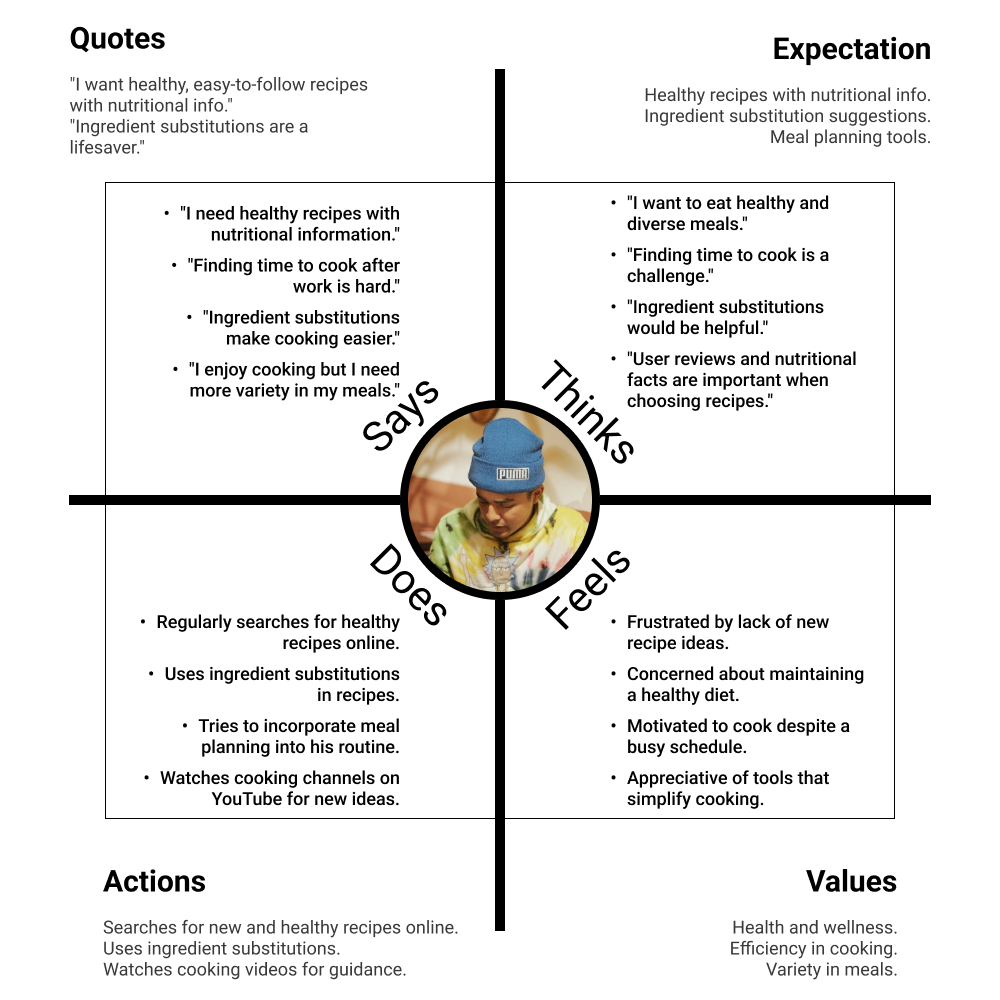 Quotes
"I want healthy, easy-to-follow recipes
with nutritional info."
"Ingredient substitutions are a
lifesaver."
Expectation
Healthy recipes with nutritional info.
Ingredient substitution suggestions.
Meal planning tools.
• "I need healthy recipes with
nutritional information."
• "Finding time to cook after
work is hard."
• "Ingredient substitutions
make cooking easier."
• "I enjoy cooking but I need
more variety in my meals."
Says
• "I want to eat healthy and
diverse meals."
• "Finding time to cook is a
challenge."
• "Ingredient substitutions
would be helpful."
• "User reviews and nutritional
facts are important when
choosing recipes."
Thinks
PUMA
Does
• Regularly searches for healthy
recipes online.
• Uses ingredient substitutions
in recipes.
• Tries to incorporate meal
planning into his routine.
• Watches cooking channels on
YouTube for new ideas.
Feels
• Frustrated by lack of new
recipe ideas.
• Concerned about maintaining
a healthy diet.
• Motivated to cook despite a
busy schedule.
• Appreciative of tools that
simplify cooking.
Actions
Searches for new and healthy recipes online.
Uses ingredient substitutions.
Watches cooking videos for guidance.
Values
Health and wellness.
Efficiency in cooking.
Variety in meals.